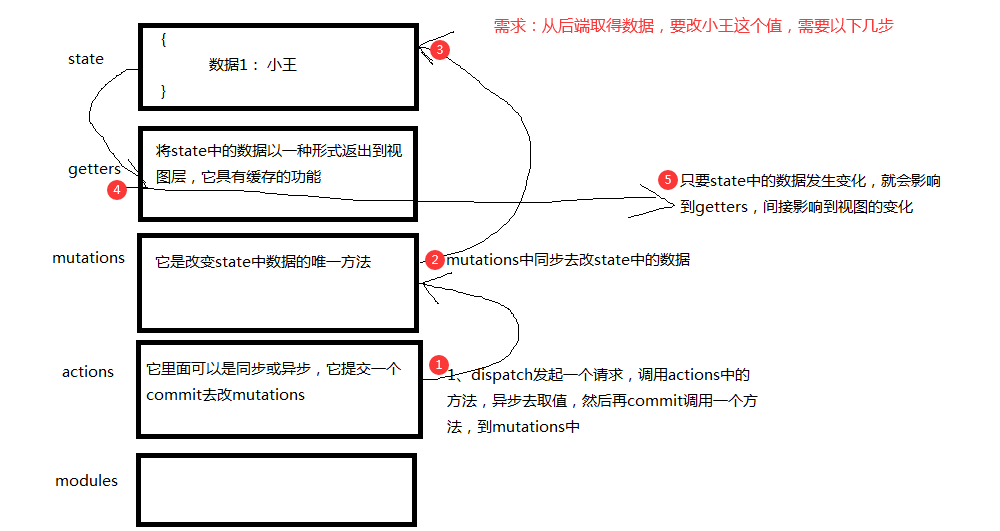 需求：从后端取得数据，要改小王这个值，需要以下几步
state
{
数据1： 小王
}
3
getters
将state中的数据以一种形式返出到视
图层，它具有缓存的功能
4
5
只要state中的数据发生变化，就会影响
到getters，间接影响到视图的变化
mutations
它是改变state中数据的唯一方法
2
mutations中同步去改state中的数据
actions
它里面可以是同步或异步，它提交一个
commit去改mutations
1
1、dispatch发起一个请求，调用actions中的
方法，异步去取值，然后再commit调用一个方
法，到mutations中
modules